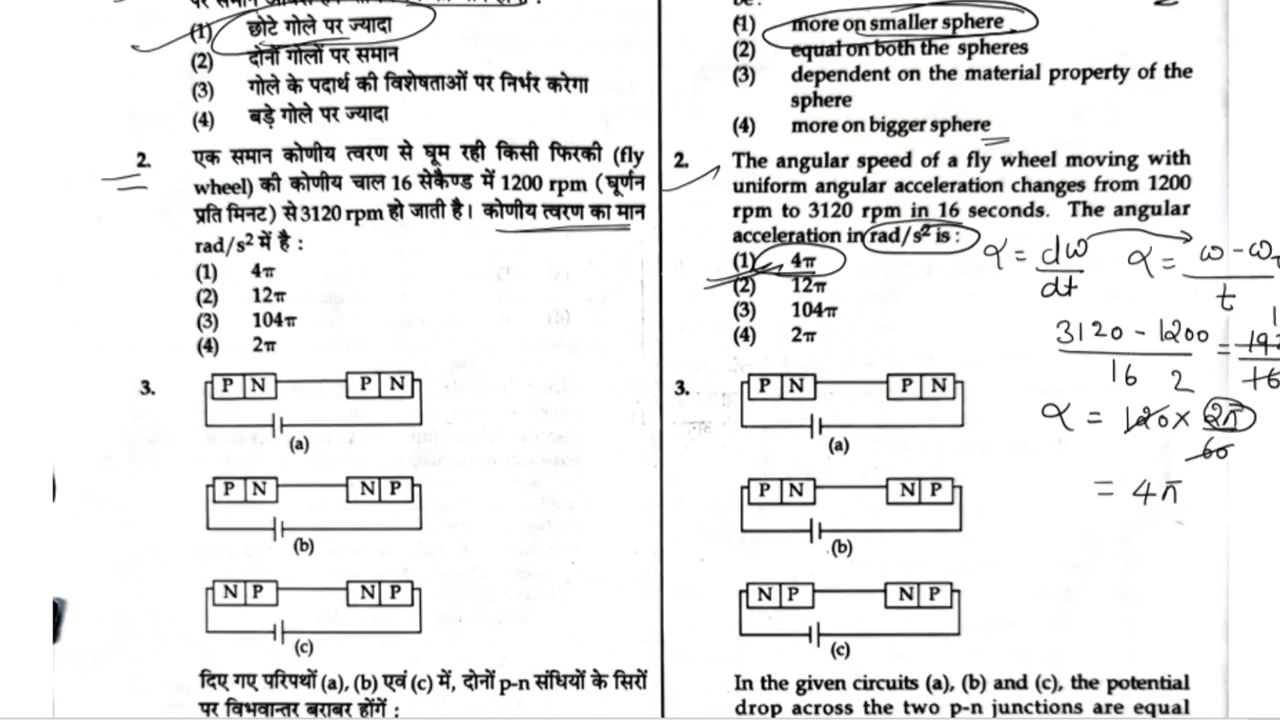 (1) छोटे गोले पर ज्यादा
(2) दोनों गोलों पर समान
(3) गोले के पदार्थ की विशेषताओं पर निर्भर करेगा
(4) बड़े गोले पर ज्यादा
2. एक समान कोणीय त्वरण से घूम रही किसी फिरकी (fly
wheel) की कोणीय चाल 16 सेकैण्ड में 1200 rpm (घूर्णन
प्रति मिनट) से 3120 rpm हो जाती है। कोणीय त्वरण का मान
rad/s² में है :
(1) 4π
(2) 12π
(3) 104π
(4) 2π
3.
P N P N
(a)
P N N P
(b)
N P N P
(c)
दिए गए परिपथों (a), (b) एवं (c) में, दोनों p-n संधियों के सिरों
पर विभवान्तर बराबर होंगें :
be:
(1) more on smaller sphere
(2) equal on both the spheres
(3) dependent on the material property of the
sphere
(4) more on bigger sphere
2. The angular speed of a fly wheel moving with
uniform angular acceleration changes from 1200
rpm to 3120 rpm in 16 seconds. The angular
acceleration in rad/s² is :
(1) 4π
(2) 12π
(3) 104π
(4) 2π
3.
P N P N
(a)
P N N P
(b)
N P N P
(c)
In the given circuits (a), (b) and (c), the potential
drop across the two p-n junctions are equal
α = dω/dt α = ω - ω/t
3120 - 1200 / 16 =
2
α = 120 × 2π/60
= 4π